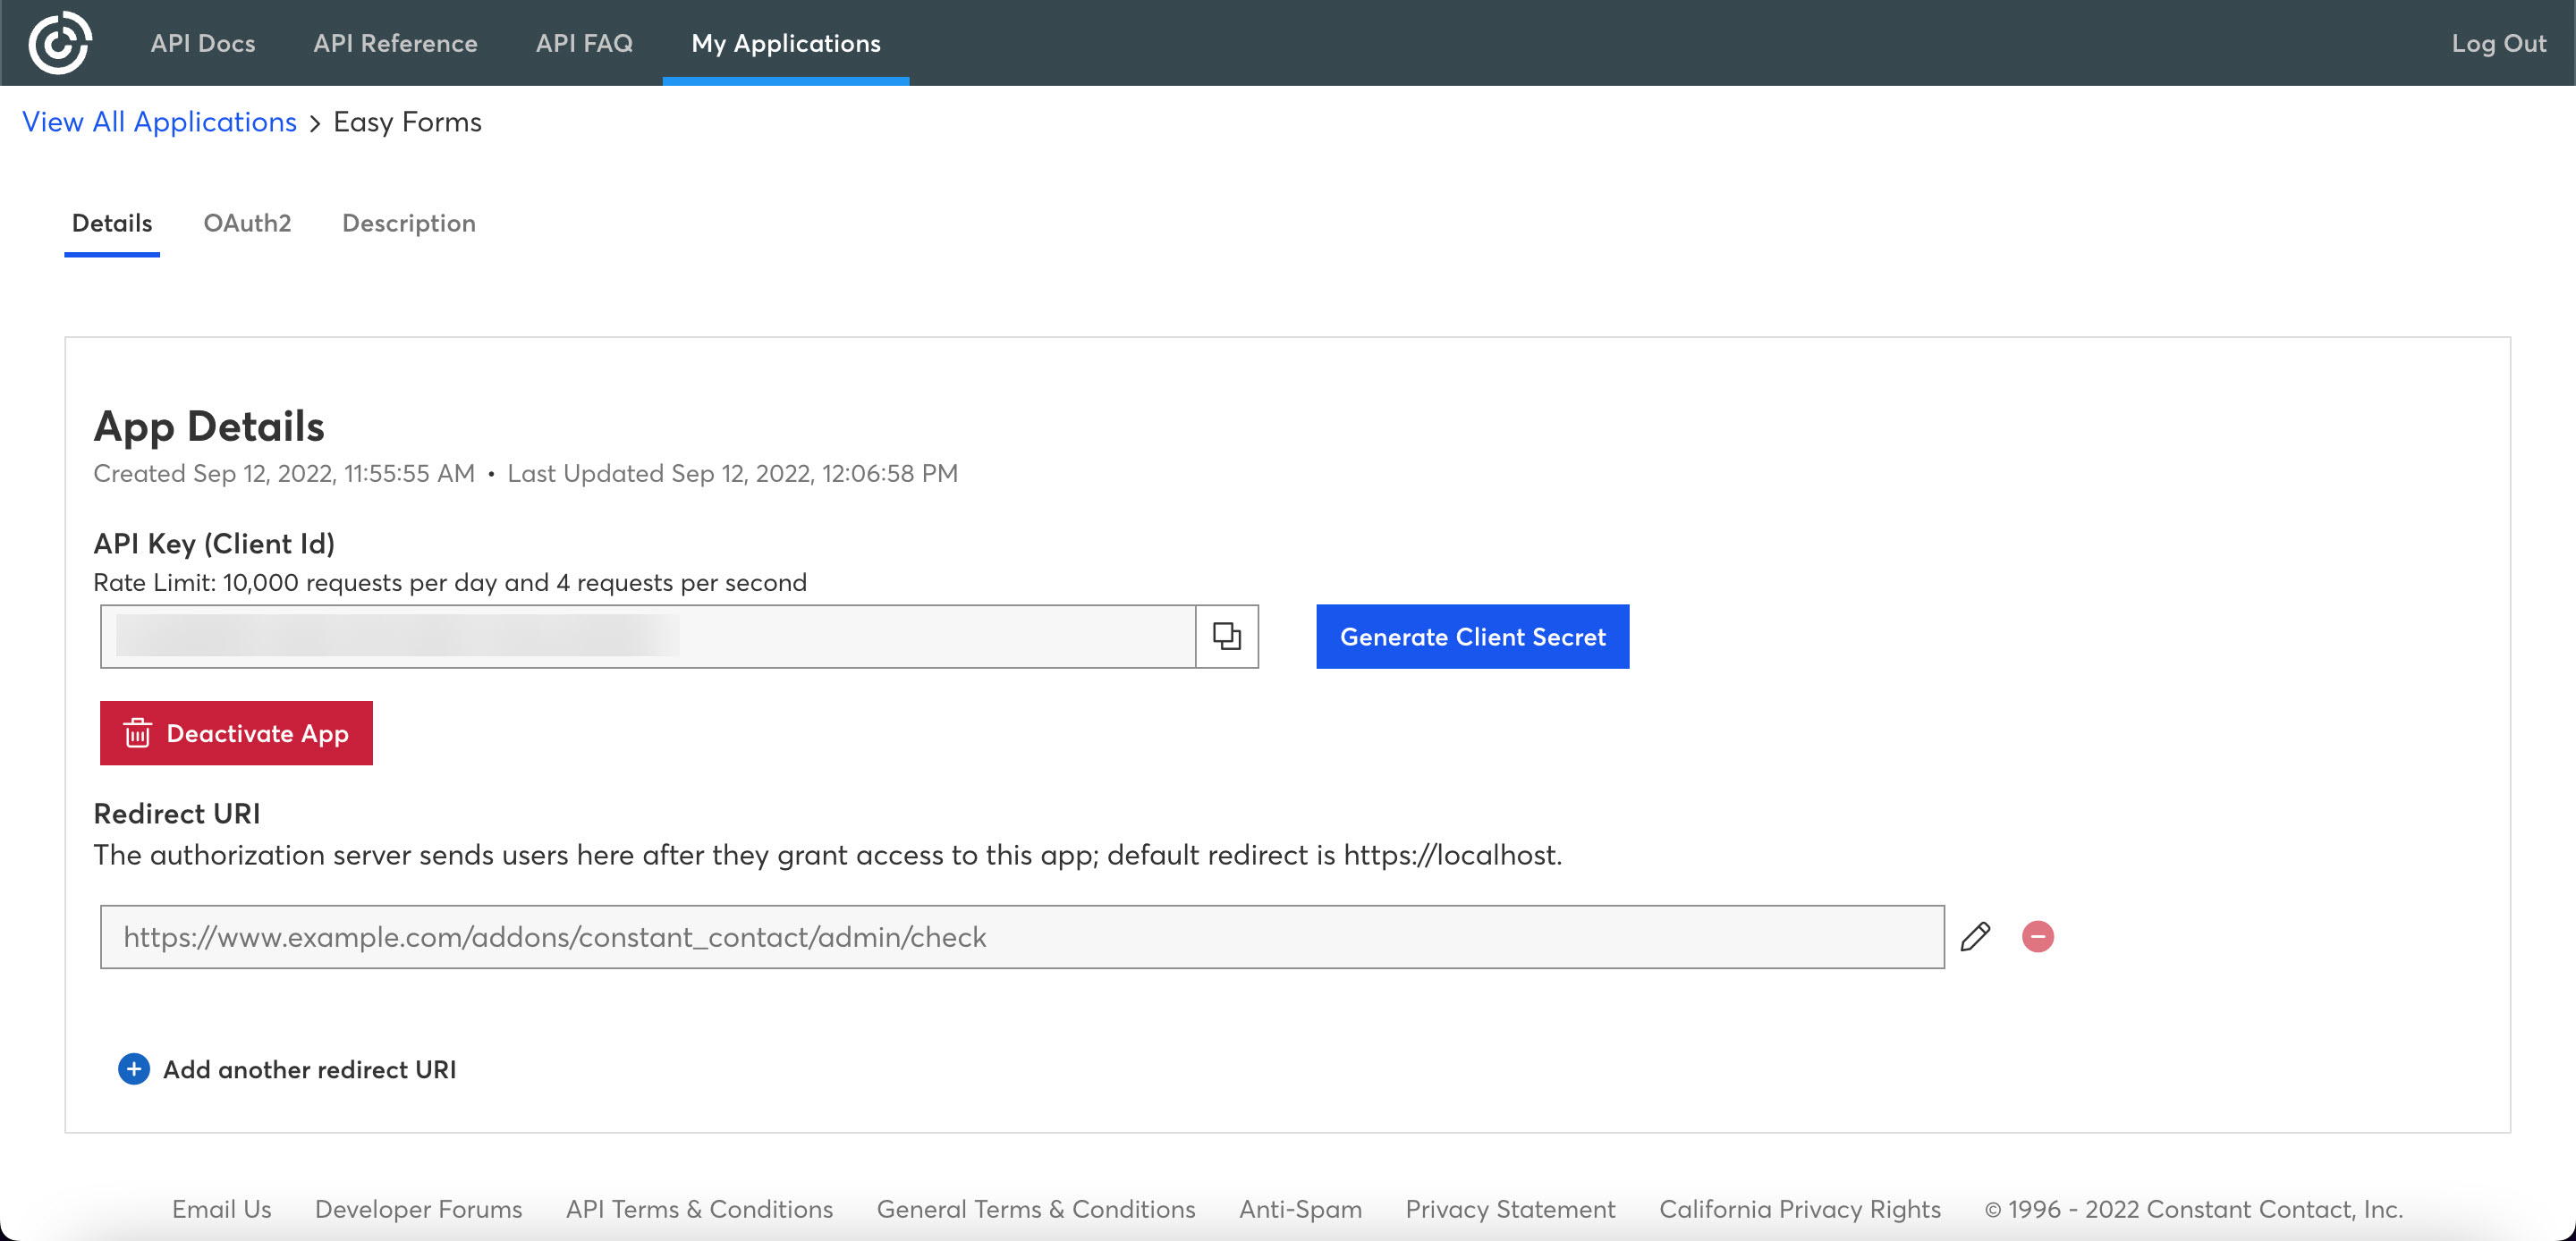 API Docs API Reference API FAQ My Applications Log Out
View All Applications > Easy Forms
Details OAuth2 Description
App Details
Created Sep 12, 2022, 11:55:55 AM • Last Updated Sep 12, 2022, 12:06:58 PM
API Key (Client Id)
Rate Limit: 10,000 requests per day and 4 requests per second
Generate Client Secret
Deactivate App
Redirect URI
The authorization server sends users here after they grant access to this app; default redirect is https://localhost.
https://www.example.com/addons/constant_contact/admin/check
Add another redirect URI
Email Us Developer Forums API Terms & Conditions General Terms & Conditions Anti-Spam Privacy Statement California Privacy Rights © 1996 - 2022 Constant Contact, Inc.